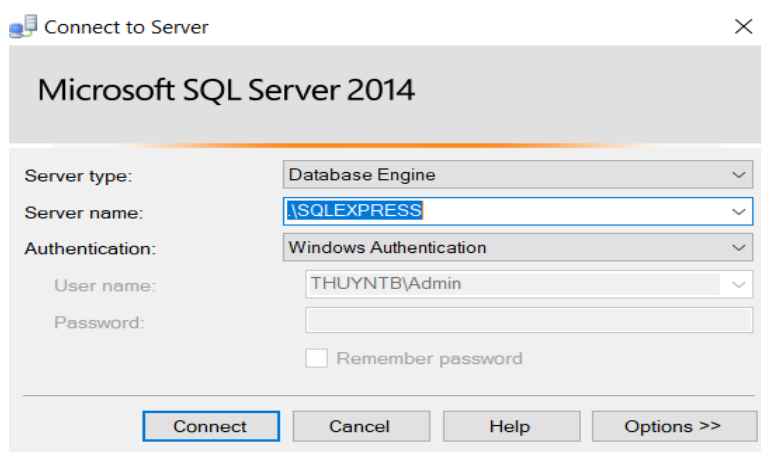 Connect to Server
Microsoft SQL Server 2014
Server type: Database Engine
Server name: .\SQLEXPRESS
Authentication: Windows Authentication
User name: THUYNTB\Admin
Password:
Remember password
Connect Cancel Help Options >>